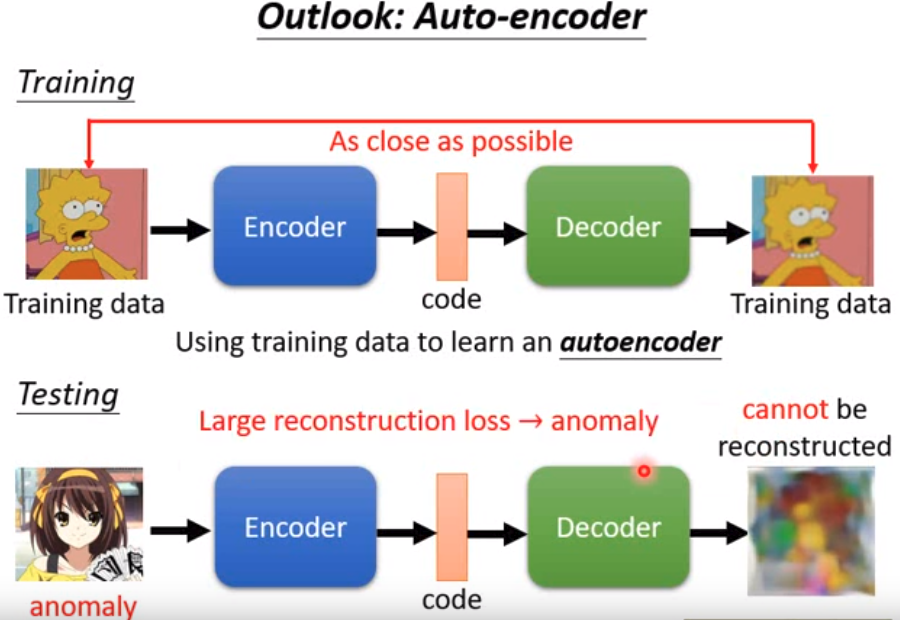 Outlook: Auto-encoder
Training
As close as possible
Encoder
Decoder
Training data
code
Training data
Using training data to learn an autoencoder
Testing
Large reconstruction loss → anomaly
cannot be
reconstructed
Encoder
Decoder
anomaly
code